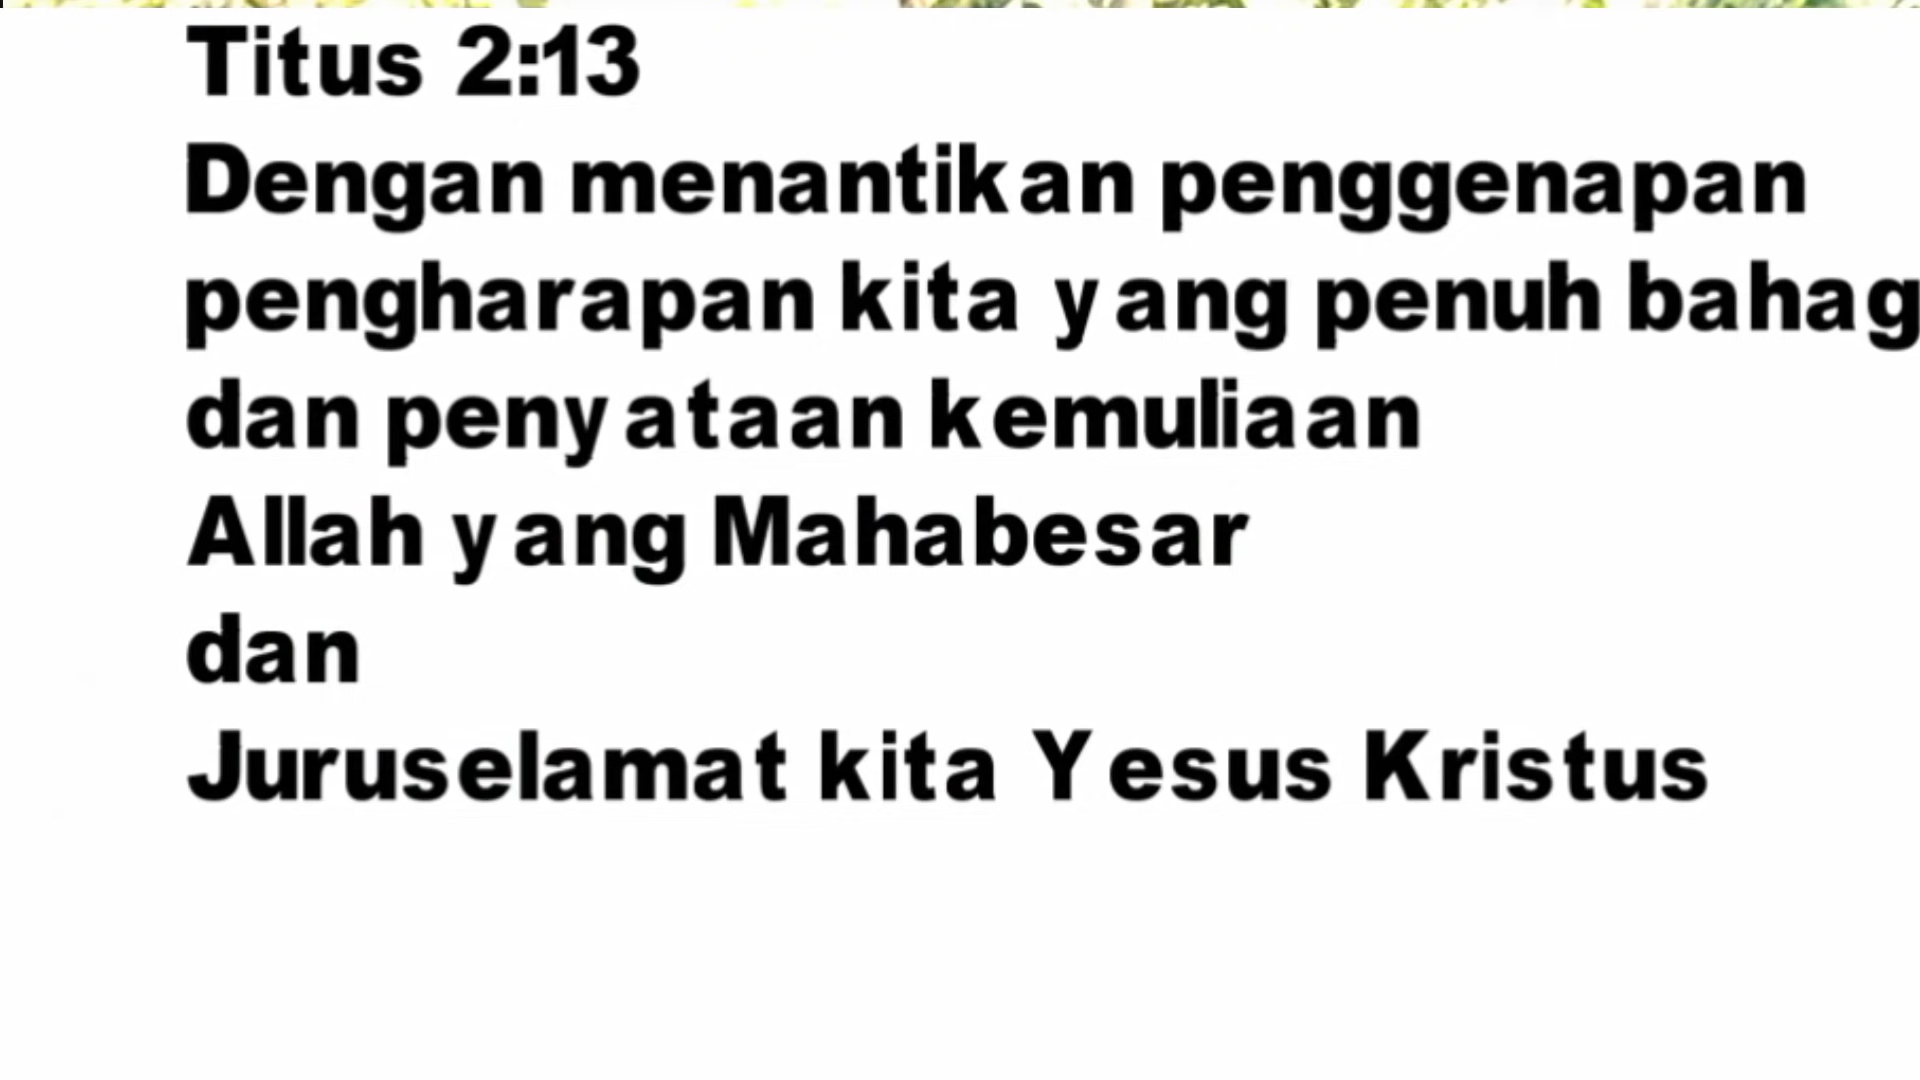 Titus 2:13
Dengan menantikan penggenapan
pengharapan kita yang penuh bahag
dan penyataan kemuliaan
Allah yang Mahabesar
dan
Juruselamat kita Yesus Kristus